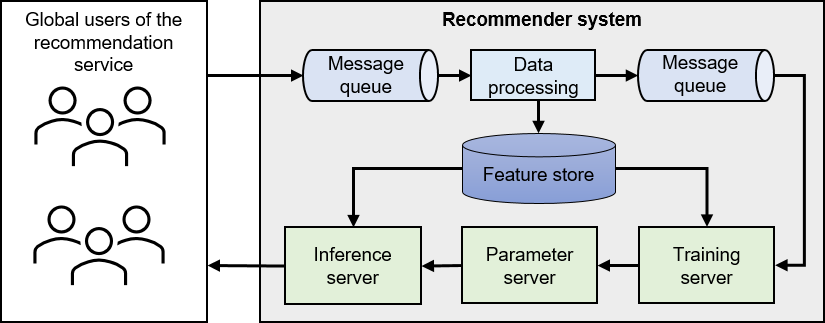 Global users of the
recommendation
service
Recommender system
Message
queue
Data
processing
Message
queue
Feature store
Inference
server
Parameter
server
Training
server